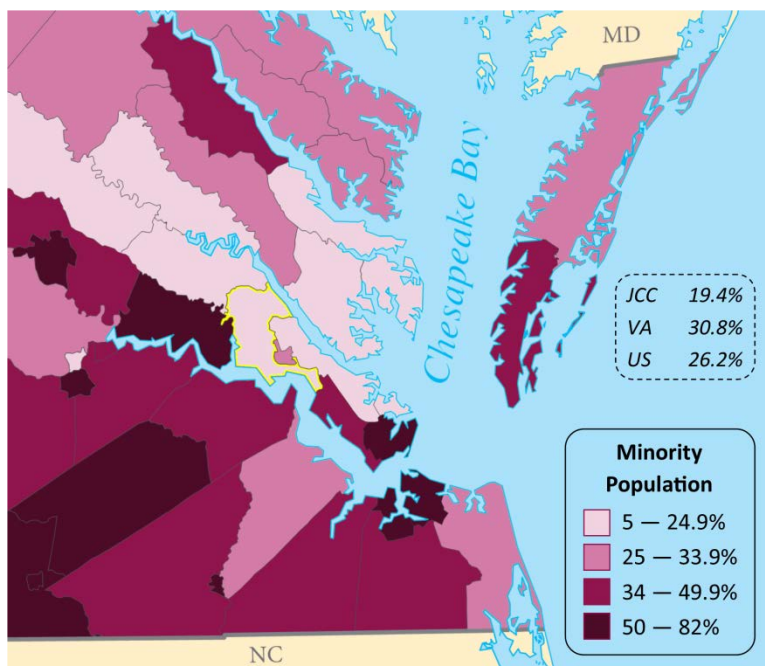 MD
Chesapeake Bay
JCC 19.4%
VA 30.8%
US 26.2%
Minority
Population
5 — 24.9%
25 — 33.9%
34 — 49.9%
50 — 82%
NC